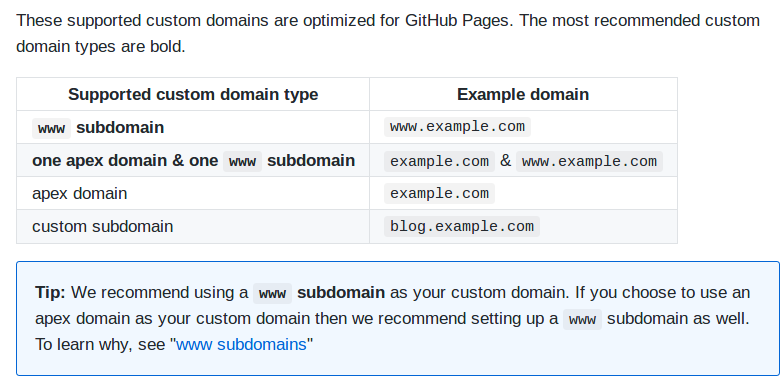 These supported custom domains are optimized for GitHub Pages. The most recommended custom
domain types are bold.
Supported custom domain type Example domain
www subdomain www.example.com
one apex domain & one www subdomain example.com & www.example.com
apex domain example.com
custom subdomain blog.example.com
Tip: We recommend using a www subdomain as your custom domain. If you choose to use an
apex domain as your custom domain then we recommend setting up a www subdomain as well.
To learn why, see "www subdomains"